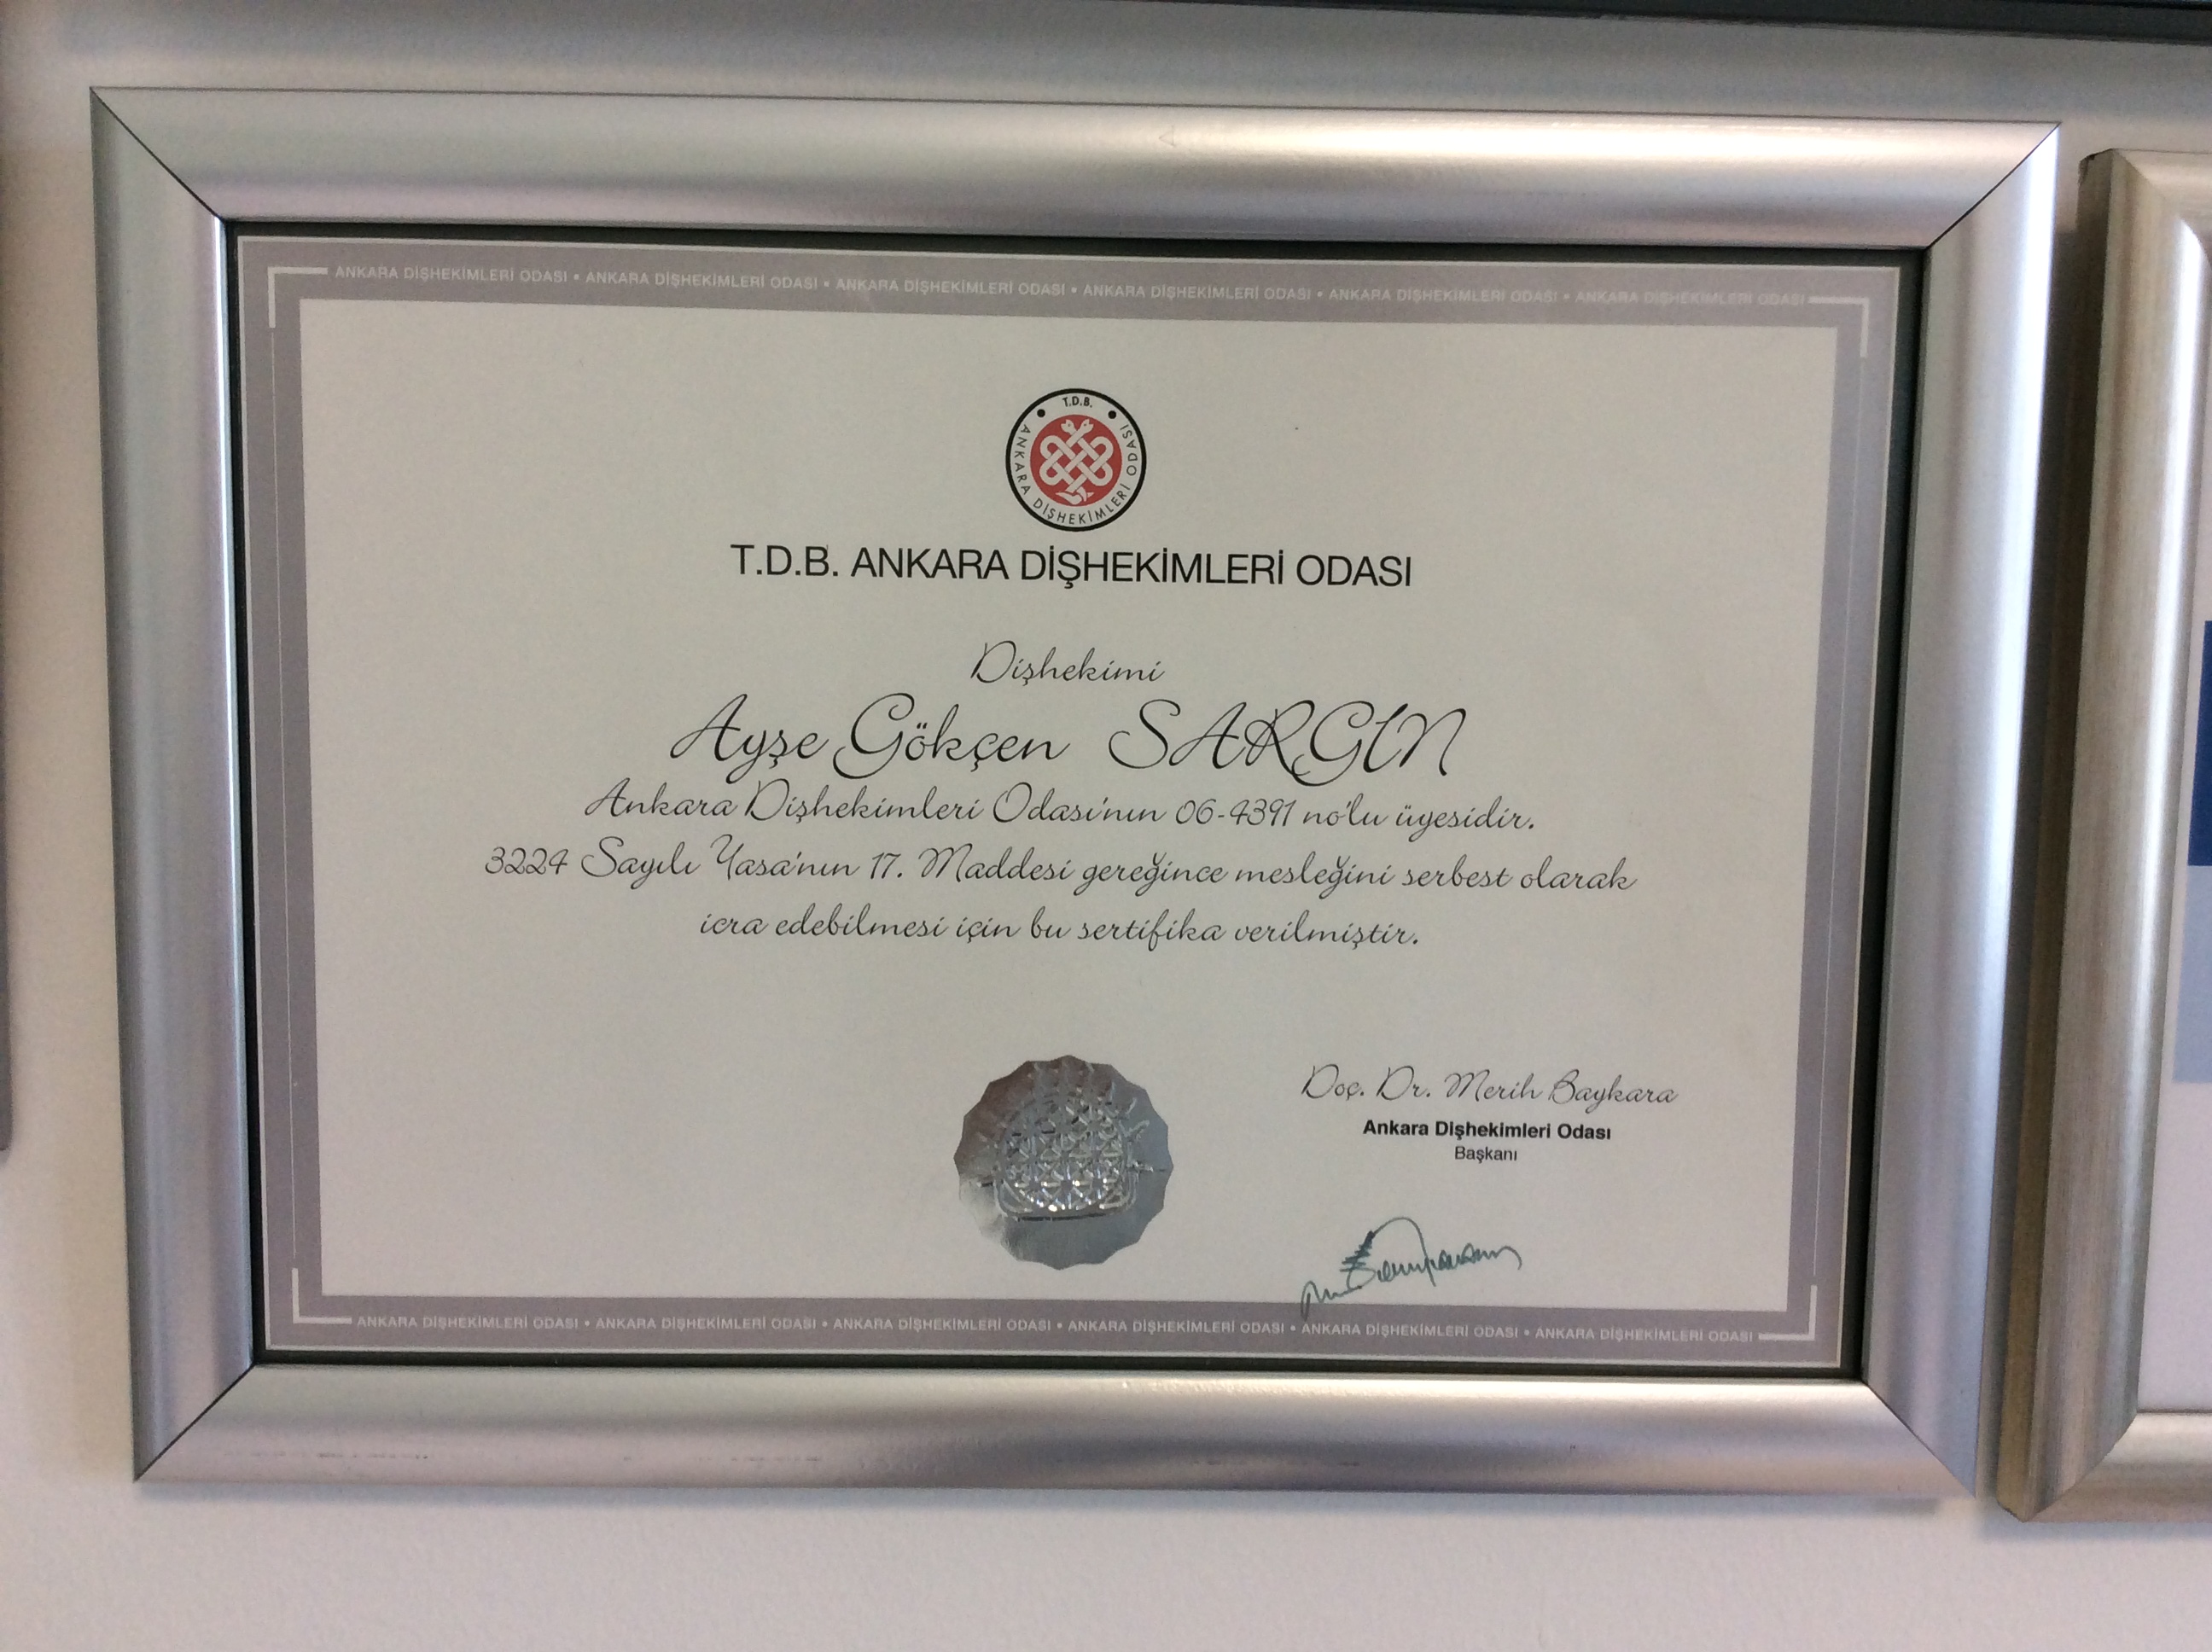 ANKARA DİŞHEKİMLERİ ODASI • ANKARA DİŞHEKİMLERİ ODASI • ANKARA DİŞHEKİMLERİ ODASI • ANKARA DİŞHEKİMLERİ ODASI • ANKARA DİŞHEKİMLERİ ODASI • ANKARA DİŞHEKİMLERİ ODASI
T.D.B.
ANKARA DİŞHEKİMLERİ ODASI
T.D.B. ANKARA DİŞHEKİMLERİ ODASI
Dişhekimi
Ayşe Gökçen SARGIN
Ankara Dişhekimleri Odası'nın 06-4391 no'lu üyesidir.
3224 Sayılı Yasa'nın 17. Maddesi gereğince mesleğini serbest olarak
icra edebilmesi için bu sertifika verilmiştir.
Doç. Dr. Merih Baykara
Ankara Dişhekimleri Odası
Başkanı
ANKARA DİŞHEKİMLERİ ODASI • ANKARA DİŞHEKİMLERİ ODASI • ANKARA DİŞHEKİMLERİ ODASI • ANKARA DİŞHEKİMLERİ ODASI • ANKARA DİŞHEKİMLERİ ODASI • ANKARA DİŞHEKİMLERİ ODASI